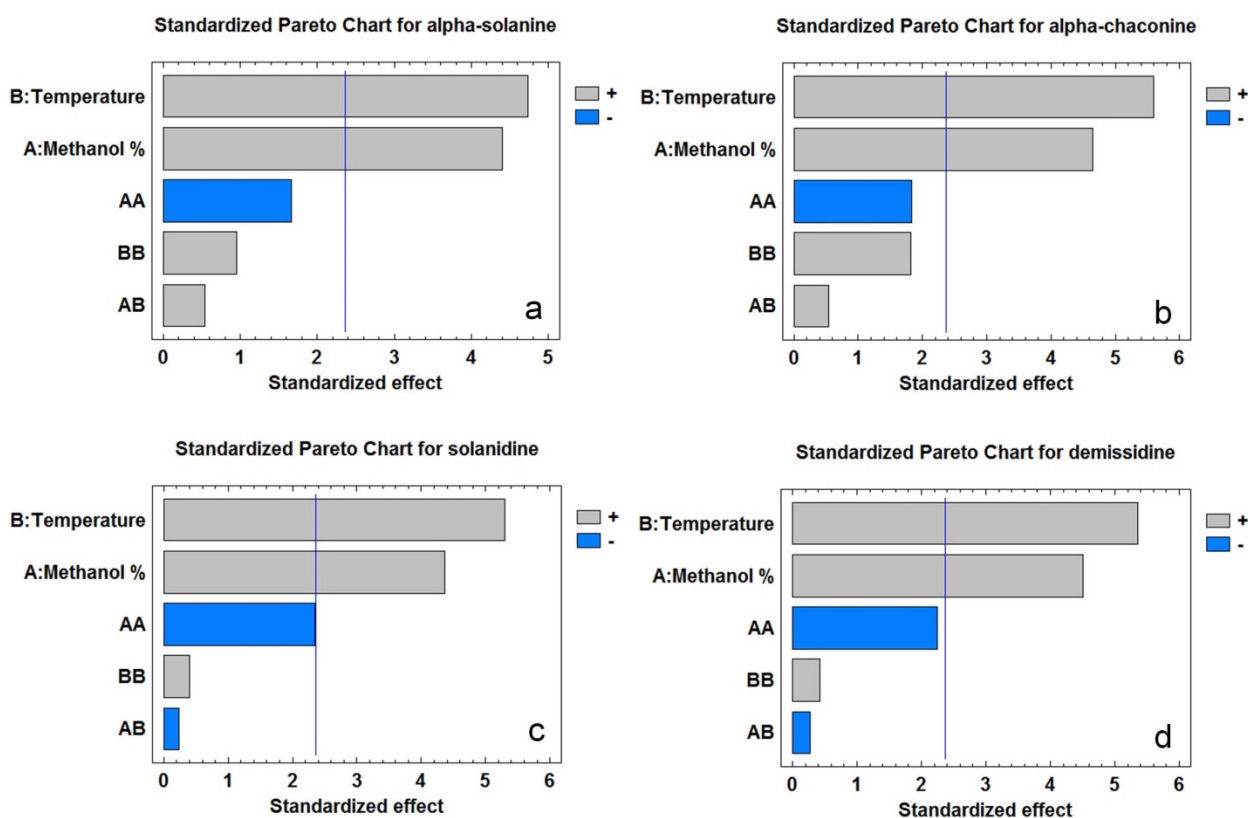 Standardized Pareto Chart for alpha-solanine
B:Temperature
A:Methanol %
AA
BB
AB
+
-
a
0 1 2 3 4 5
Standardized effect
Standardized Pareto Chart for alpha-chaconine
B:Temperature
A:Methanol %
AA
BB
AB
+
-
b
0 1 2 3 4 5 6
Standardized effect
Standardized Pareto Chart for solanidine
B:Temperature
A:Methanol %
AA
BB
AB
+
-
c
0 1 2 3 4 5 6
Standardized effect
Standardized Pareto Chart for demissidine
B:Temperature
A:Methanol %
AA
BB
AB
+
-
d
0 1 2 3 4 5 6
Standardized effect